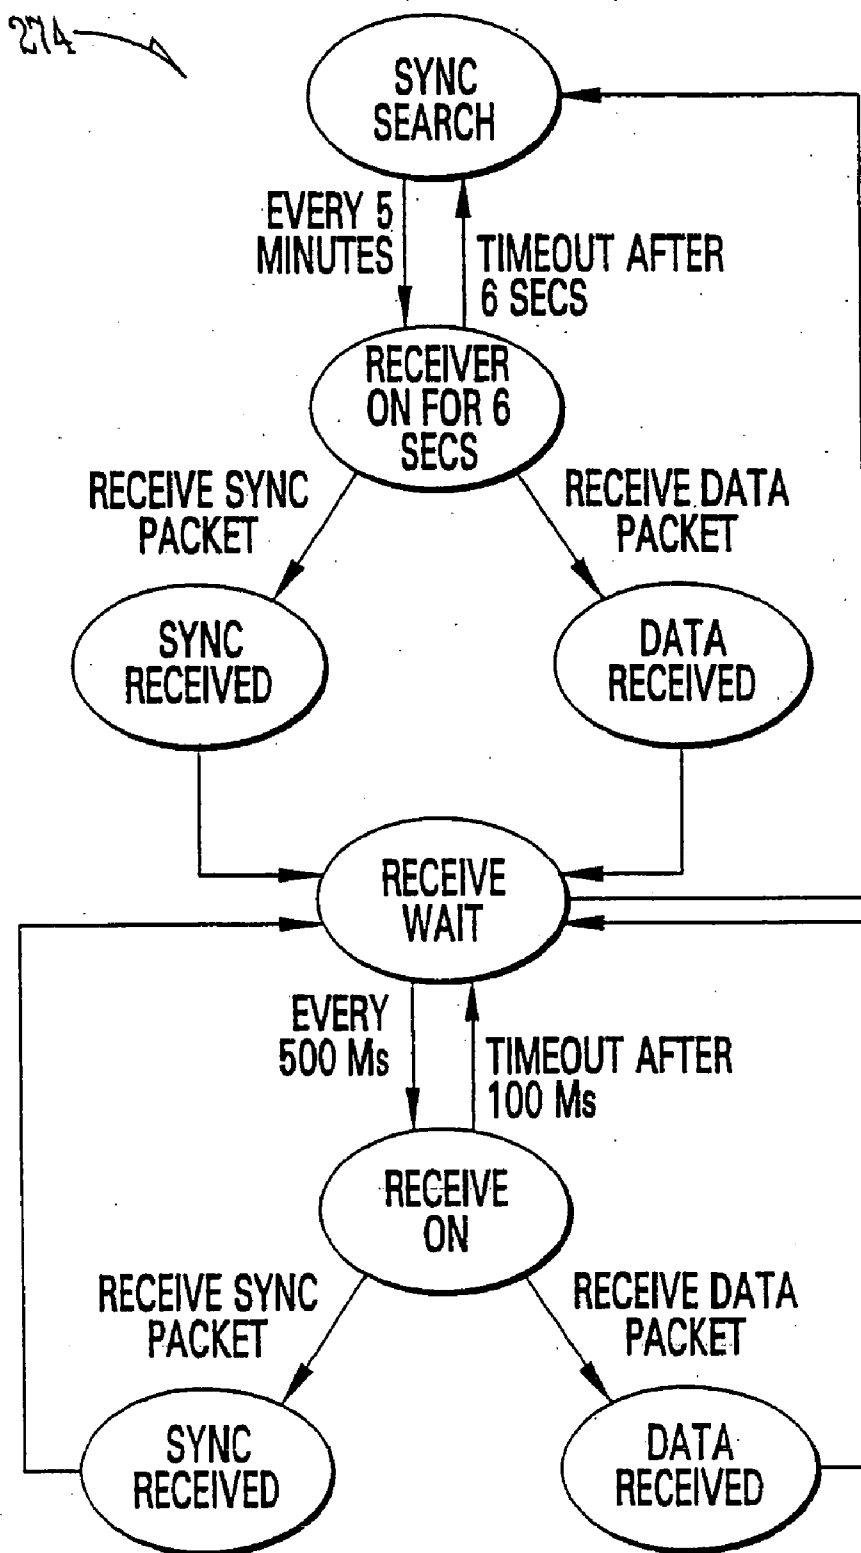 274
SYNC
SEARCH
EVERY 5
MINUTES
TIMEOUT AFTER
6 SECS
RECEIVER
ON FOR 6
SECS
RECEIVE SYNC
PACKET
RECEIVE DATA
PACKET
SYNC
RECEIVED
DATA
RECEIVED
RECEIVE
WAIT
EVERY
500 Ms
TIMEOUT AFTER
100 Ms
RECEIVE
ON
RECEIVE SYNC
PACKET
RECEIVE DATA
PACKET
SYNC
RECEIVED
DATA
RECEIVED